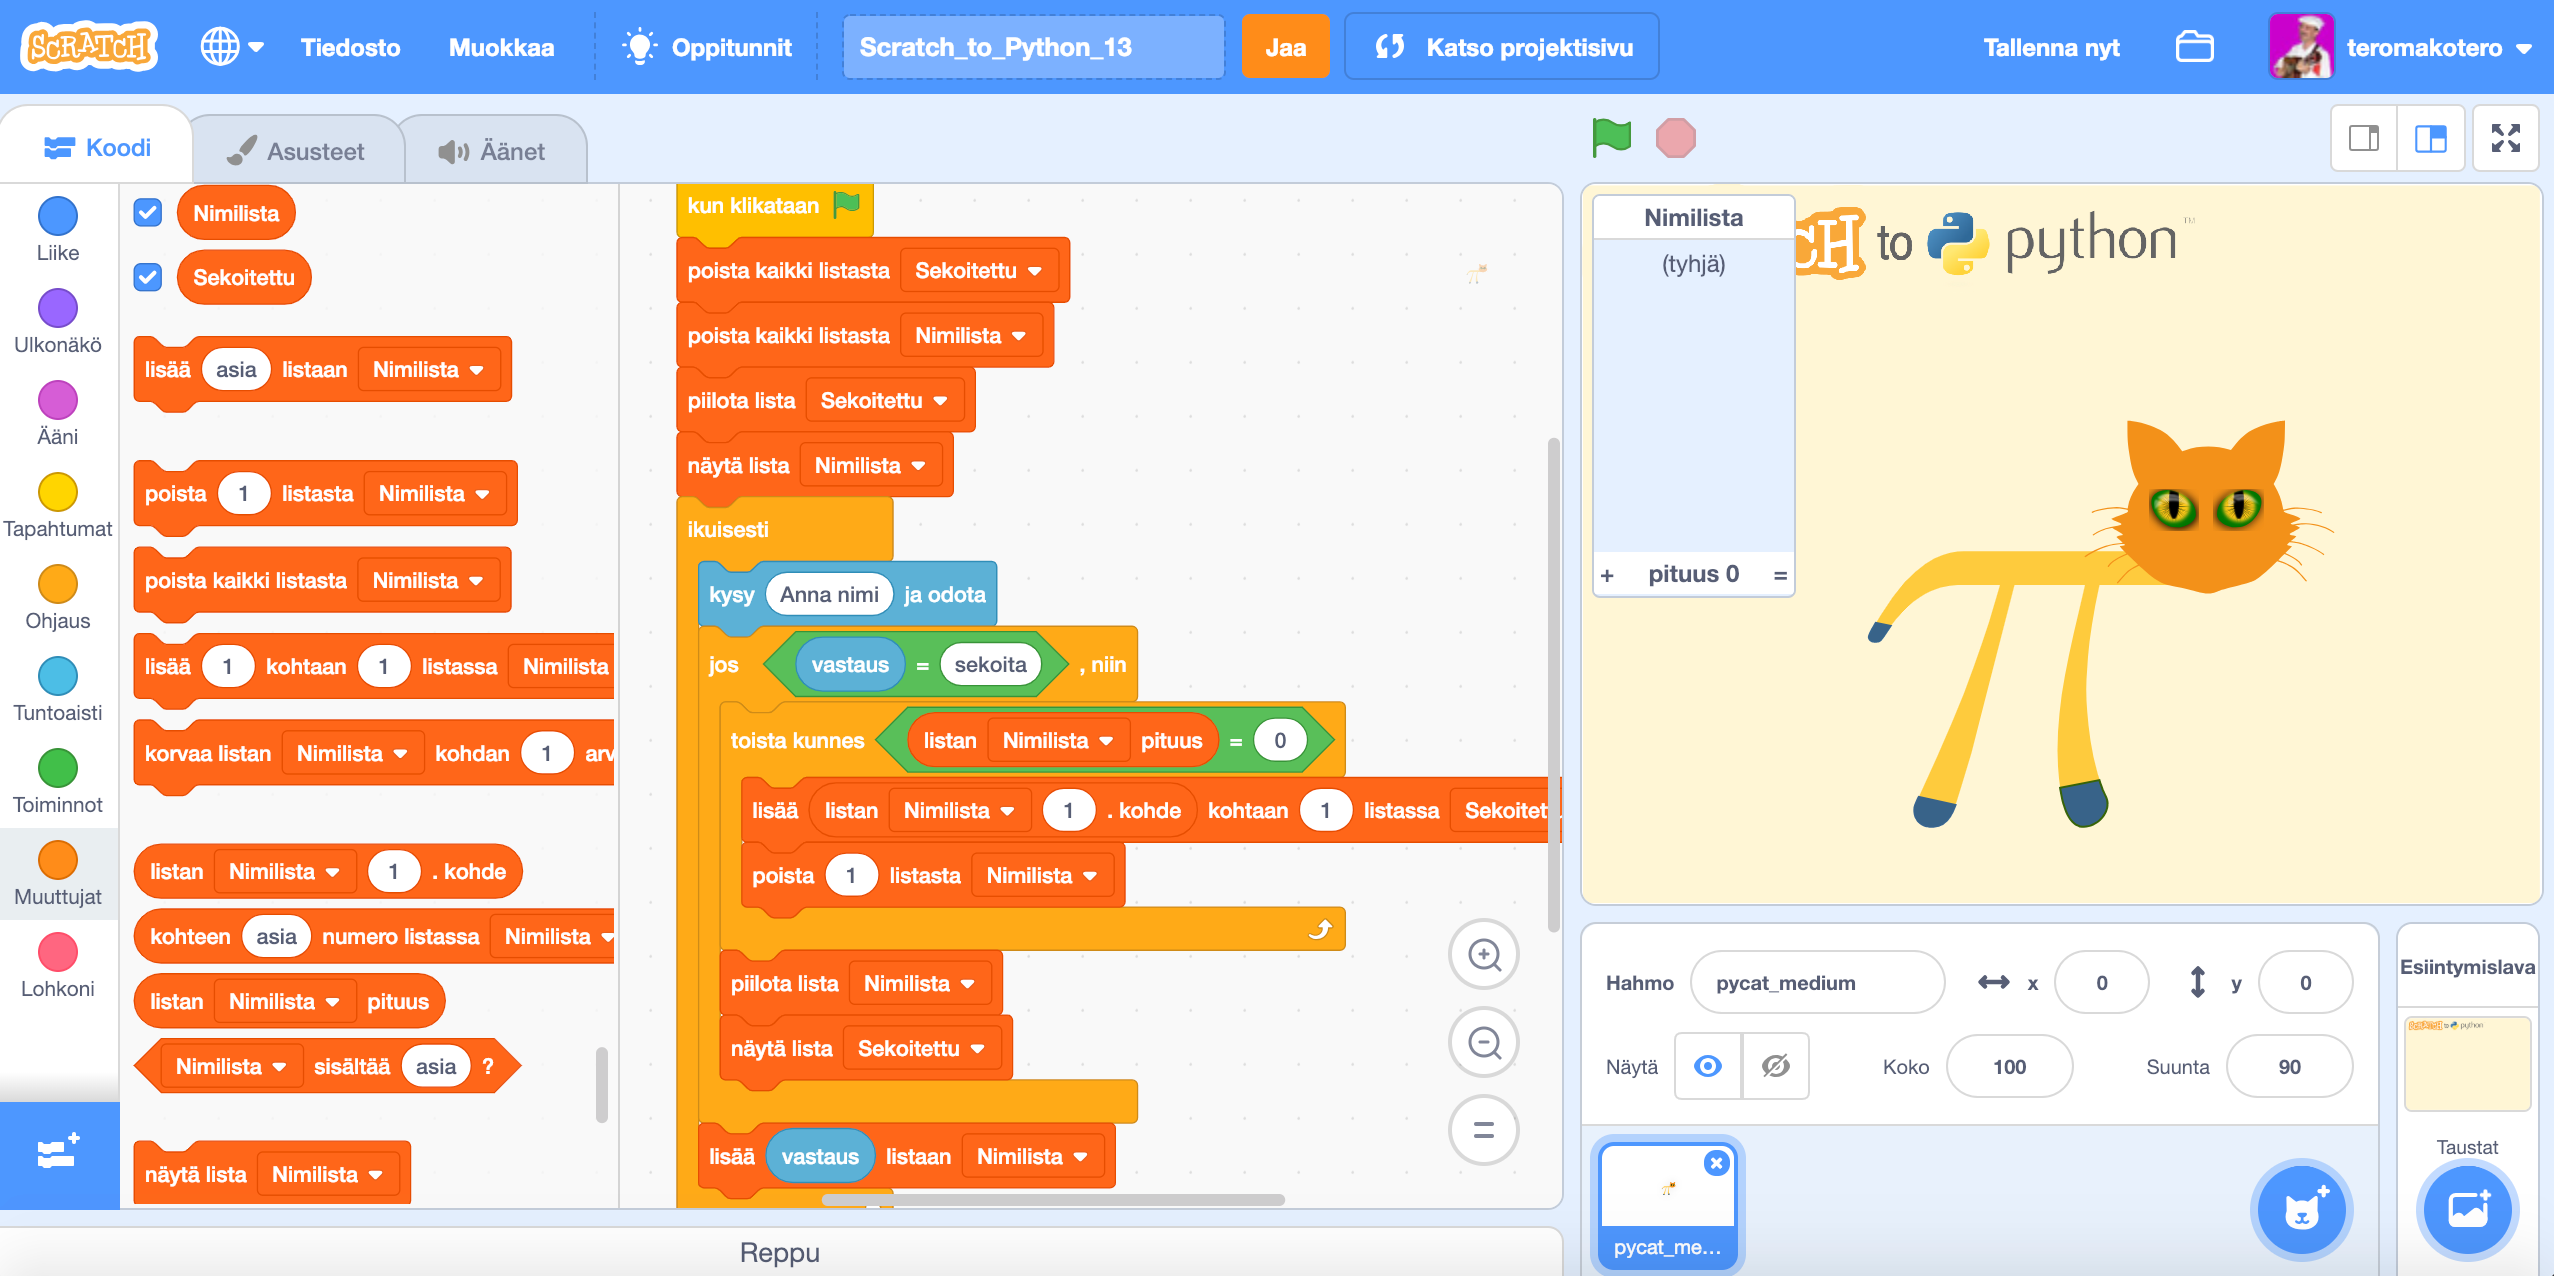 SCRATCH
Tiedosto
Muokkaa
Oppitunnit
Scratch_to_Python_13
Jaa
Katso projektisivu
Tallenna nyt
teromakotero
Koodi
Asusteet
Äänet
Liike
Ulkonäkö
Ääni
Tapahtumat
Ohjaus
Tuntoaisti
Toiminnot
Muuttujat
Lohkoni
Nimilista
Sekoitettu
lisää asia listaan Nimilista
poista 1 listasta Nimilista
poista kaikki listasta Nimilista
lisää 1 kohtaan 1 listassa Nimilista
korvaa listan Nimilista kohdan 1 arv
listan Nimilista 1 . kohde
kohteen asia numero listassa Nimilista
listan Nimilista pituus
Nimilista sisältää asia ?
näytä lista Nimilista
kun klikataan
poista kaikki listasta Sekoitettu
poista kaikki listasta Nimilista
piilota lista Sekoitettu
näytä lista Nimilista
ikuisesti
kysy Anna nimi ja odota
jos vastaus = sekoita , niin
toista kunnes listan Nimilista pituus = 0
lisää listan Nimilista 1 . kohde kohtaan 1 listassa Sekoitet
poista 1 listasta Nimilista
piilota lista Nimilista
näytä lista Sekoitettu
lisää vastaus listaan Nimilista
Reppu
Nimilista
(tyhjä)
+ pituus 0 =
CH to python™
Hahmo pycat_medium x 0 y 0
Näytä Koko 100 Suunta 90
pycat_me...
Esiintymislava
SCRATCH to python
Taustat